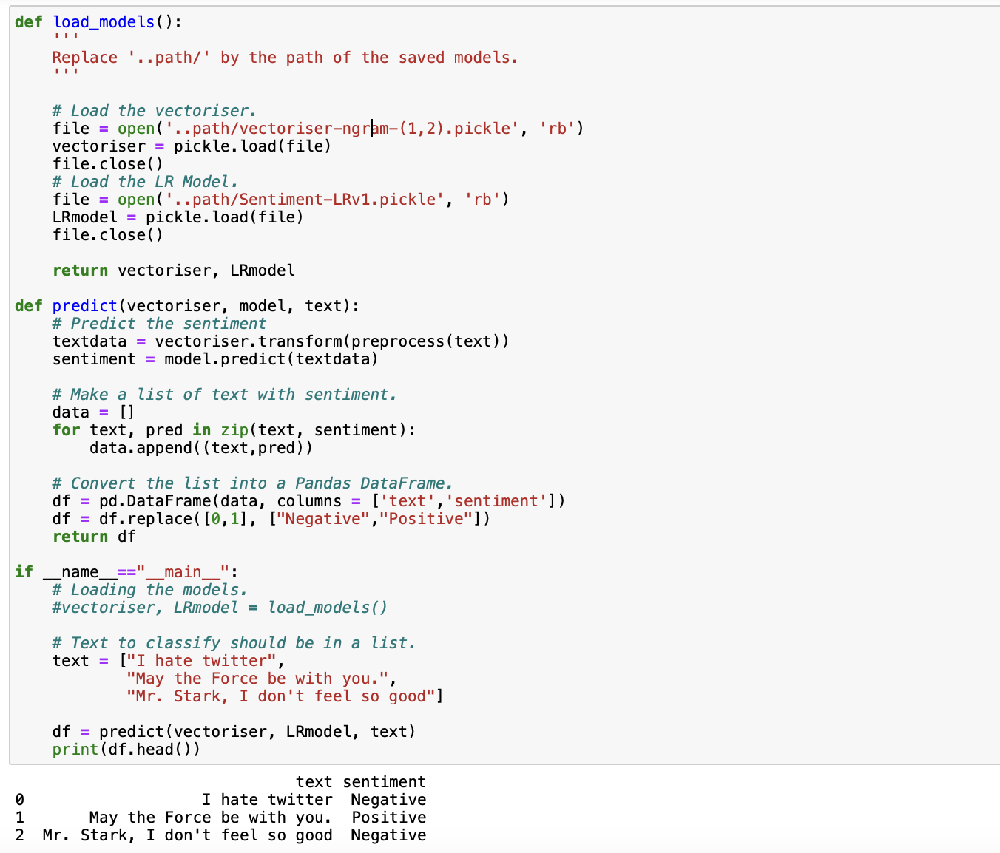 def load_models():
    '''
    Replace '..path/' by the path of the saved models.
    '''

    # Load the vectoriser.
    file = open('..path/vectoriser-ngram-(1,2).pickle', 'rb')
    vectoriser = pickle.load(file)
    file.close()
    # Load the LR Model.
    file = open('..path/Sentiment-LRv1.pickle', 'rb')
    LRmodel = pickle.load(file)
    file.close()

    return vectoriser, LRmodel

def predict(vectoriser, model, text):
    # Predict the sentiment
    textdata = vectoriser.transform(preprocess(text))
    sentiment = model.predict(textdata)

    # Make a list of text with sentiment.
    data = []
    for text, pred in zip(text, sentiment):
        data.append((text,pred))

    # Convert the list into a Pandas DataFrame.
    df = pd.DataFrame(data, columns = ['text','sentiment'])
    df = df.replace([0,1], ["Negative","Positive"])
    return df

if __name__=="__main__":
    # Loading the models.
    #vectoriser, LRmodel = load_models()

    # Text to classify should be in a list.
    text = ["I hate twitter",
            "May the Force be with you.",
            "Mr. Stark, I don't feel so good"]

    df = predict(vectoriser, LRmodel, text)
    print(df.head())

                              text sentiment
0                   I hate twitter  Negative
1       May the Force be with you.  Positive
2  Mr. Stark, I don't feel so good  Negative